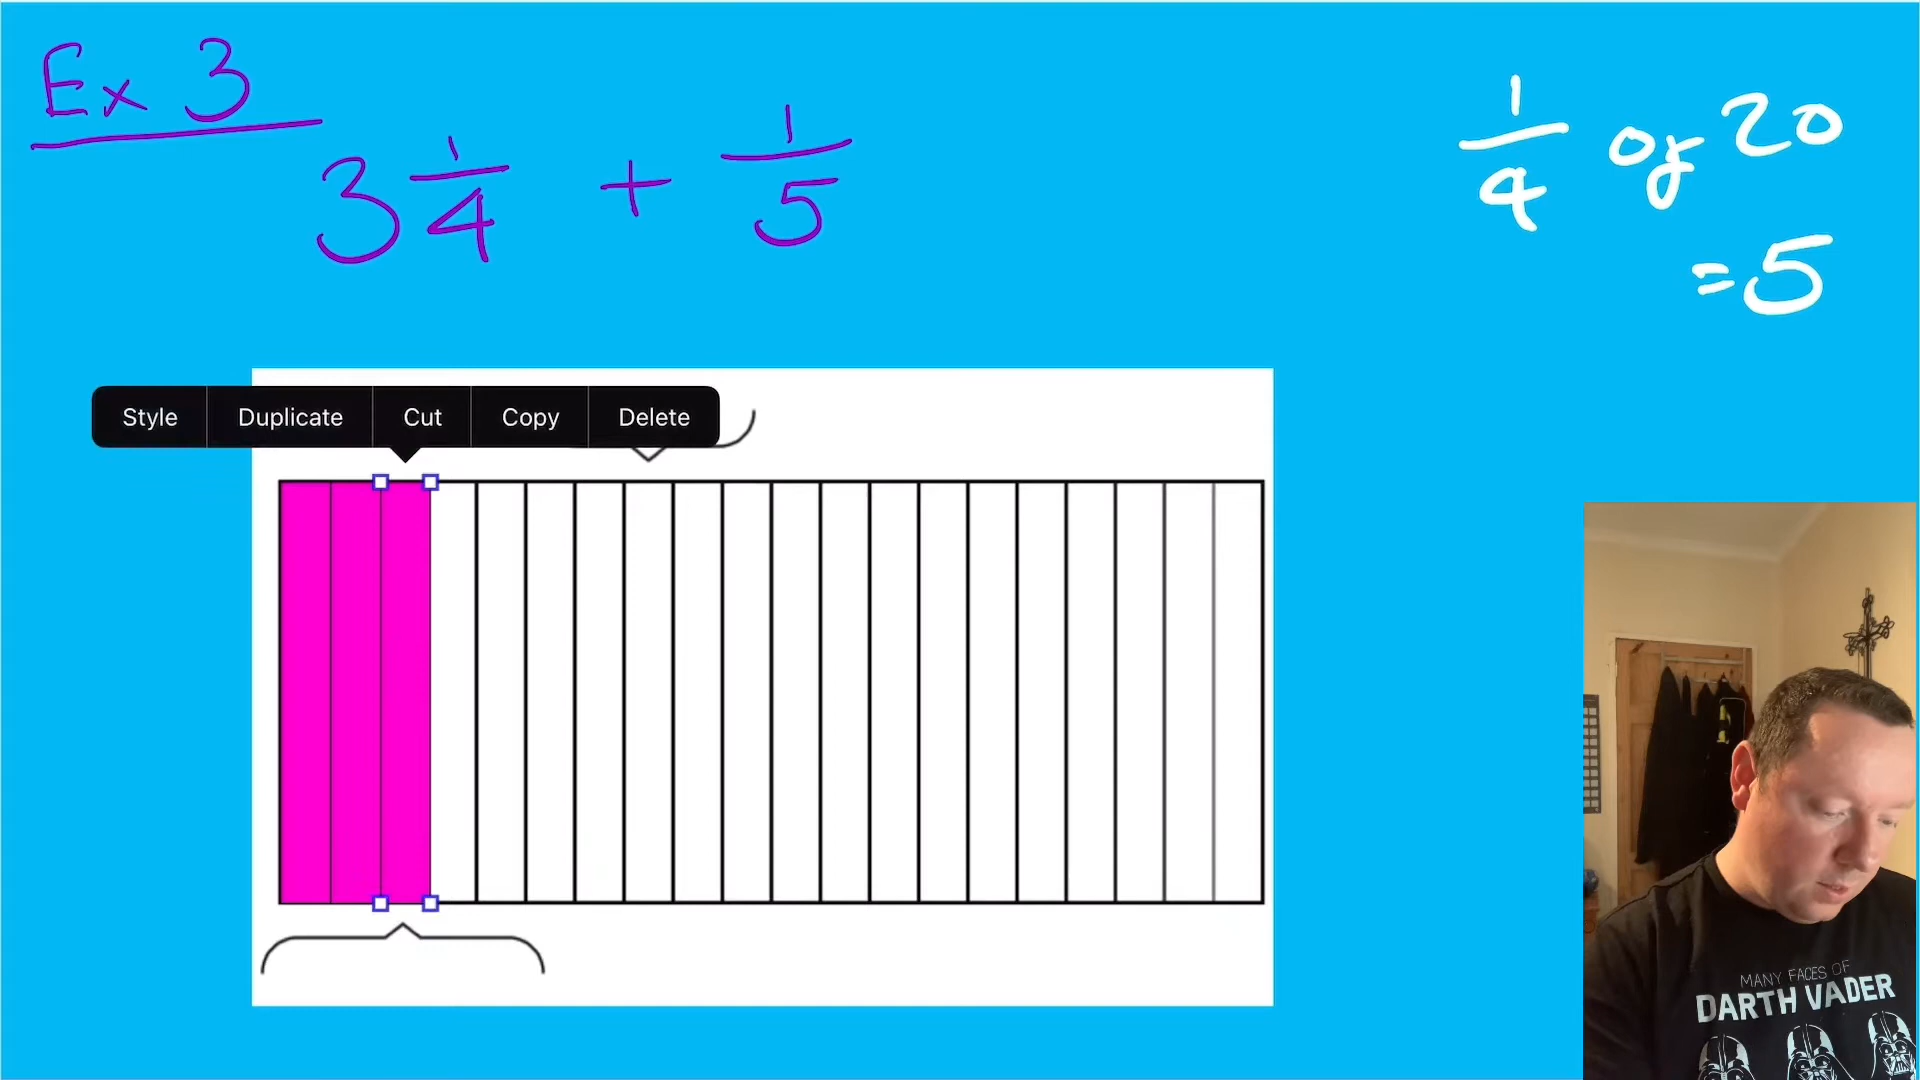 Ex 3
3 1/4 + 1/5
1/4 of 20
= 5
Style Duplicate Cut Copy Delete
MANY FACES OF
DARTH VADER